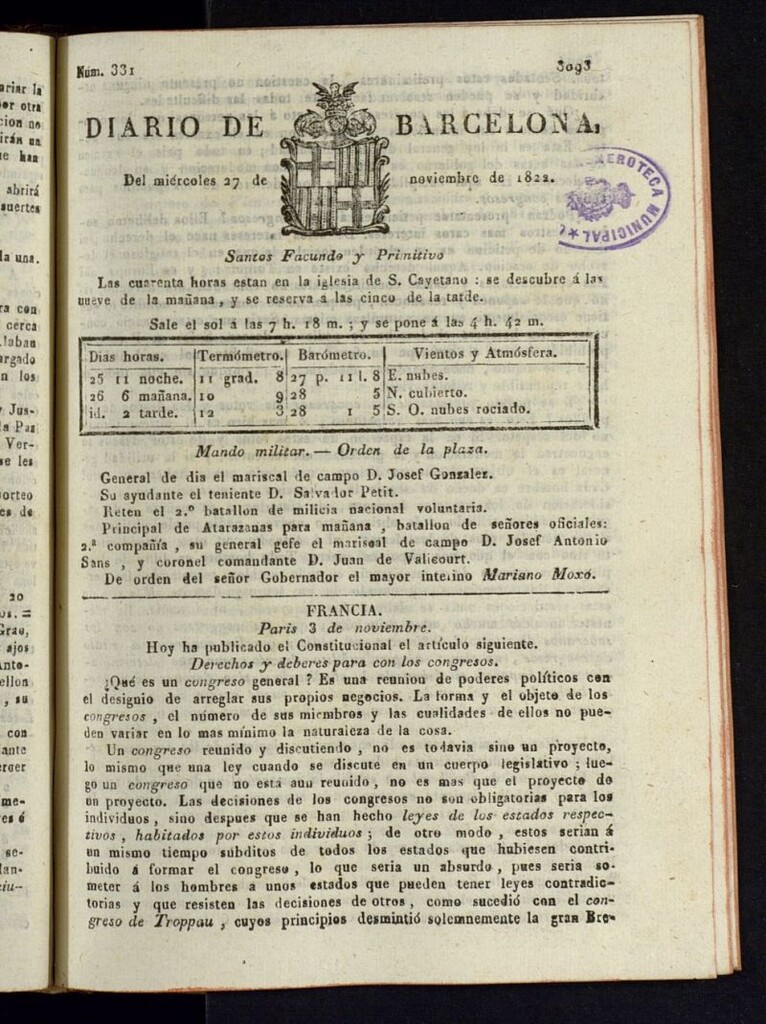 Núm. 331 3093
DIARIO DE BARCELONA,
Del miércoles 27 de noviembre de 1822.
HEMEROTECA MUNICIPAL
Santos Facundo y Primitivo
Las cuarenta horas estan en la iglesia de S. Cayetano : se descubre á las
nueve de la mañana, y se reserva á las cinco de la tarde.
Sale el sol á las 7 h. 18 m. ; y se pone á las 4 h. 42 m.
Dias horas. Termómetro. Barómetro. Vientos y Atmósfera.
25 11 noche. 11 grad. 8 27 p. 11 l. 8 E. nubes.
26 6 mañana. 10 9 28 5 N. cubierto.
id. 2 tarde. 12 3 28 1 5 S. O. nubes rociado.
Mando militar. — Orden de la plaza.
General de dia el mariscal de campo D. Josef Gonzalez.
Su ayudante el teniente D. Salvador Petit.
Reten el 2.º batallon de milicia nacional voluntaria.
Principal de Atarazanas para mañana, batallon de señores oficiales:
2.ª compañía, su general gefe el mariscal de campo D. Josef Antonio
Sans, y coronel comandante D. Juan de Valicourt.
De orden del señor Gobernador el mayor interino Mariano Moxó.
FRANCIA.
Paris 3 de noviembre.
Hoy ha publicado el Constitucional el artículo siguiente.
Derechos y deberes para con los congresos.
¿Qué es un congreso general ? Es una reunion de poderes políticos con
el designio de arreglar sus propios negocios. La forma y el objeto de los
congresos, el número de sus miembros y las cualidades de ellos no pue-
den variar en lo mas mínimo la naturaleza de la cosa.
Un congreso reunido y discutiendo, no es todavia sino un proyecto,
lo mismo que una ley cuando se discute en un cuerpo legislativo ; lue-
go un congreso que no está aun reunido, no es mas que el proyecto de
un proyecto. Las decisiones de los congresos no son obligatorias para los
individuos, sino despues que se han hecho leyes de los estados respec-
tivos, habitados por estos individuos ; de otro modo, estos serian á
un mismo tiempo súbditos de todos los estados que hubiesen contri-
buido á formar el congreso, lo que seria un absurdo, pues seria so-
meter á los hombres a unos estados que pueden tener leyes contradic-
torias y que resisten las decisiones de otros, como sucedió con el con-
greso de Troppau, cuyos principios desmintió solemnemente la gran Bre-